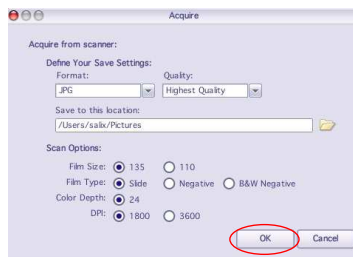 Acquire
Acquire from scanner:
Define Your Save Settings:
Format: Quality:
JPG Highest Quality
Save to this location:
/Users/salix/Pictures
Scan Options:
Film Size: 135 110
Film Type: Slide Negative B&W Negative
Color Depth: 24
DPI: 1800 3600
OK Cancel